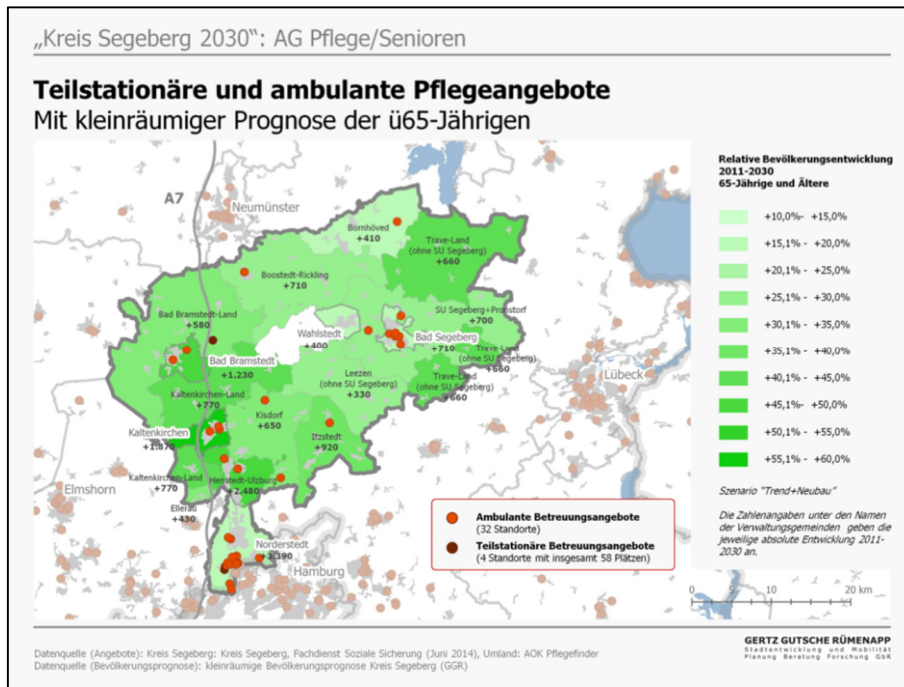 „Kreis Segeberg 2030“: AG Pflege/Senioren
Teilstationäre und ambulante Pflegeangebote
Mit kleinräumiger Prognose der ü65-Jährigen
A7
Neumünster
Bornhöved
+410
Trave-Land
(ohne SU Segeberg)
+660
Boostedt-Rickling
+710
Bad Bramstedt-Land
+580
SU Segeberg+Pronstorf
+700
Wahlstedt
+400
Bad Segeberg
+710
Trave-Land
(ohne SU Segeberg)
+660
Bad Bramstedt
+1.230
Leezen
(ohne SU Segeberg)
+330
Trave-Land
(ohne SU Segeberg)
+660
Lübeck
Kaltenkirchen-Land
+770
Kisdorf
+650
Itzstedt
+920
Kaltenkirchen
+1.870
Kaltenkirchen-Land
+770
Henstedt-Ulzburg
+2.480
Elmshorn
Ellerau
+430
Norderstedt
+3.390
Hamburg
Relative Bevölkerungsentwicklung
2011-2030
65-Jährige und Ältere
+10,0%- +15,0%
+15,1% - +20,0%
+20,1% - +25,0%
+25,1% - +30,0%
+30,1% - +35,0%
+35,1% - +40,0%
+40,1% - +45,0%
+45,1% - +50,0%
+50,1% - +55,0%
+55,1% - +60,0%
Szenario "Trend+Neubau"
Die Zahlenangaben unter den Namen
der Verwaltungsgemeinden geben die
jeweilige absolute Entwicklung 2011-
2030 an.
Ambulante Betreuungsangebote
(32 Standorte)
Teilstationäre Betreuungsangebote
(4 Standorte mit insgesamt 58 Plätzen)
0 10 20 km
Datenquelle (Angebote): Kreis Segeberg: Kreis Segeberg, Fachdienst Soziale Sicherung (Juni 2014), Umland: AOK Pflegefinder
Datenquelle (Bevölkerungsprognose): kleinräumige Bevölkerungsprognose Kreis Segeberg (GGR)
GERTZ GUTSCHE RÜMENAPP
Stadtentwicklung und Mobilität
Planung Beratung Forschung GbR